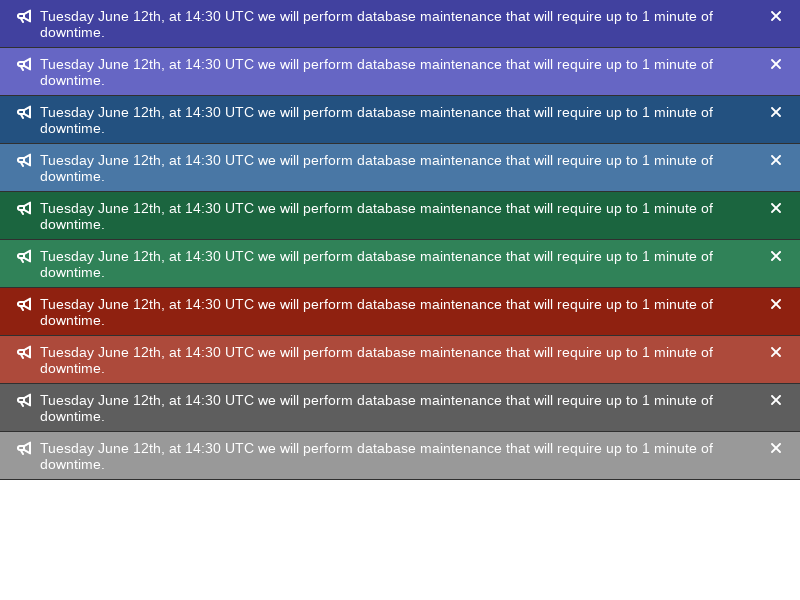 Tuesday June 12th, at 14:30 UTC we will perform database maintenance that will require up to 1 minute of
downtime.
Tuesday June 12th, at 14:30 UTC we will perform database maintenance that will require up to 1 minute of
downtime.
Tuesday June 12th, at 14:30 UTC we will perform database maintenance that will require up to 1 minute of
downtime.
Tuesday June 12th, at 14:30 UTC we will perform database maintenance that will require up to 1 minute of
downtime.
Tuesday June 12th, at 14:30 UTC we will perform database maintenance that will require up to 1 minute of
downtime.
Tuesday June 12th, at 14:30 UTC we will perform database maintenance that will require up to 1 minute of
downtime.
Tuesday June 12th, at 14:30 UTC we will perform database maintenance that will require up to 1 minute of
downtime.
Tuesday June 12th, at 14:30 UTC we will perform database maintenance that will require up to 1 minute of
downtime.
Tuesday June 12th, at 14:30 UTC we will perform database maintenance that will require up to 1 minute of
downtime.
Tuesday June 12th, at 14:30 UTC we will perform database maintenance that will require up to 1 minute of
downtime.